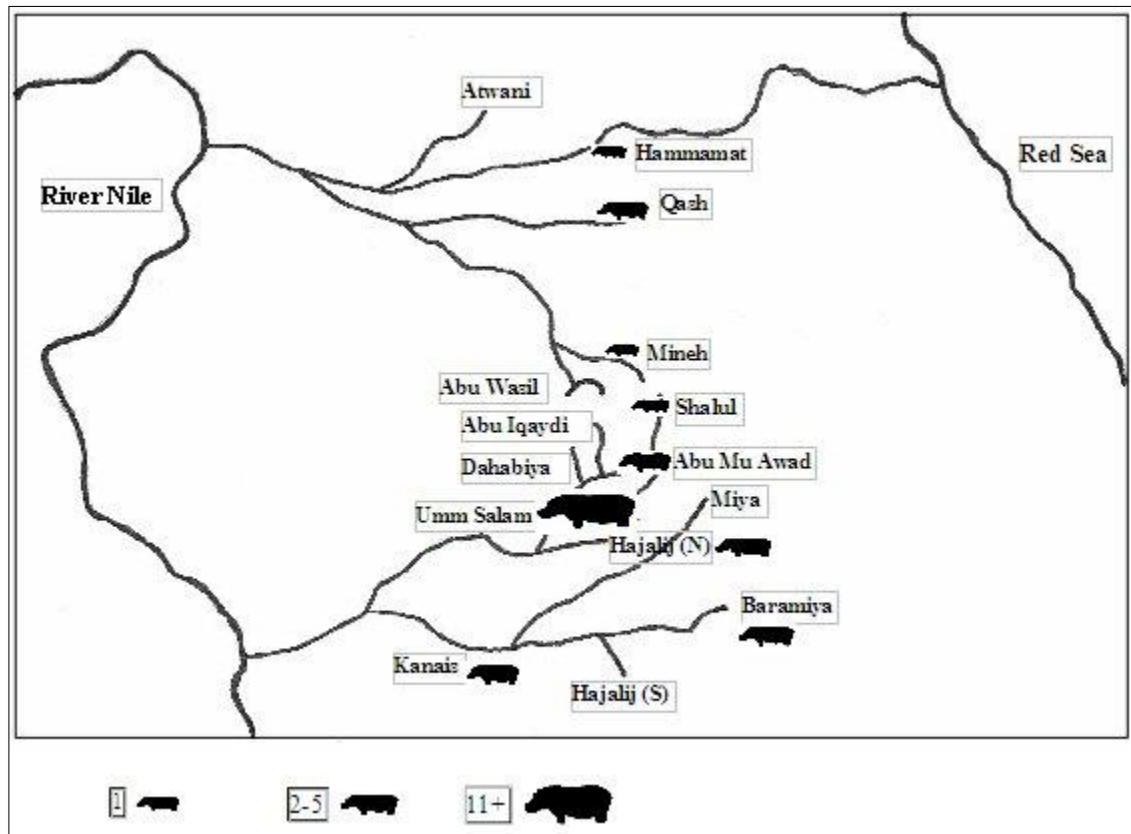 Atwani
Hammamat
Red Sea
River Nile
Qash
Mineh
Abu Wasil
Shalul
Abu Iqaydi
Dahabiya
Abu Mu Awad
Miya
Umm Salam
Hajalij (N)
Baramiya
Kanais
Hajalij (S)
1
2-5
11+